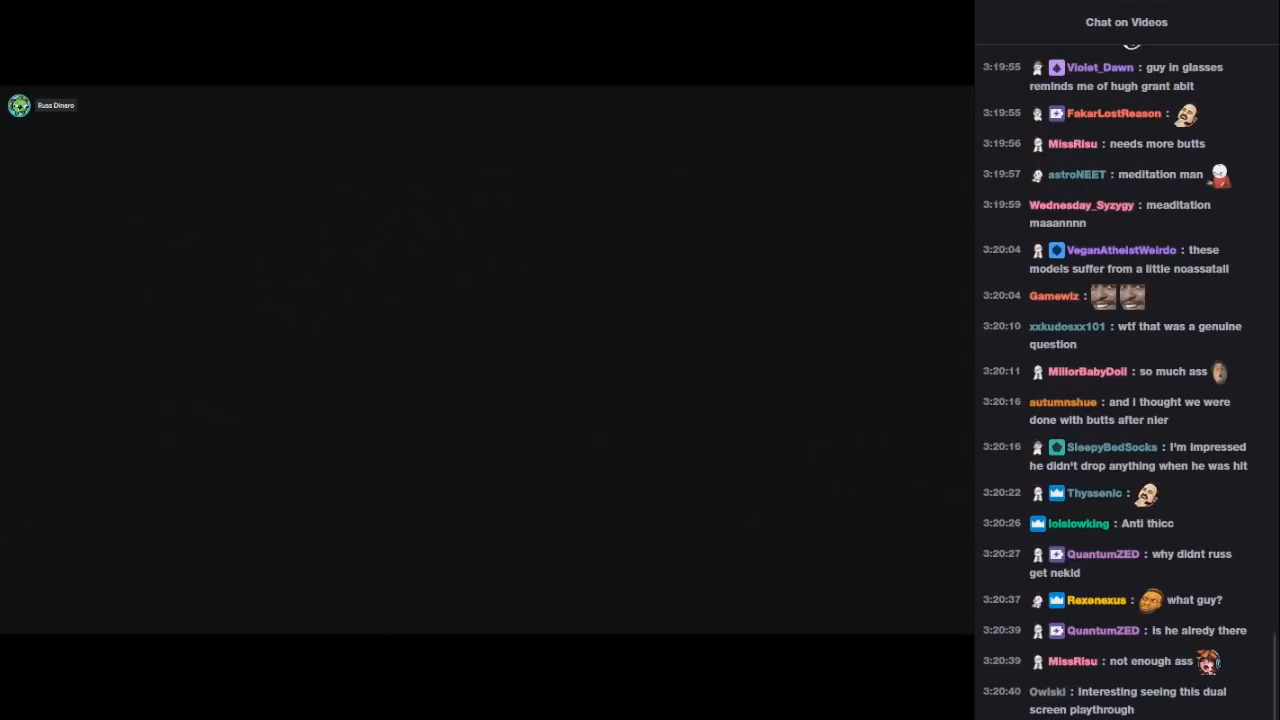 Russ Dinero
Chat on Videos
3:19:55 Violet_Dawn : guy in glasses
reminds me of hugh grant abit
3:19:55 FakarLostReason :
3:19:56 MissRisu : needs more butts
3:19:57 astroNEET : meditation man
3:19:59 Wednesday_Syzygy : meaditation
maaannnn
3:20:04 VeganAtheistWeirdo : these
models suffer from a little noassatall
3:20:04 Gamewiz :
3:20:10 xxkudosxx101 : wtf that was a genuine
question
3:20:11 MillorBabyDoll : so much ass
3:20:16 autumnshue : and i thought we were
done with butts after nier
3:20:16 SleepyBedSocks : I'm impressed
he didn't drop anything when he was hit
3:20:22 Thyssenic :
3:20:26 lolslowking : Anti thicc
3:20:27 QuantumZED : why didnt russ
get nekid
3:20:37 Rexenexus : what guy?
3:20:39 QuantumZED : is he alredy there
3:20:39 MissRisu : not enough ass
3:20:40 Owlski : Interesting seeing this dual
screen playthrough